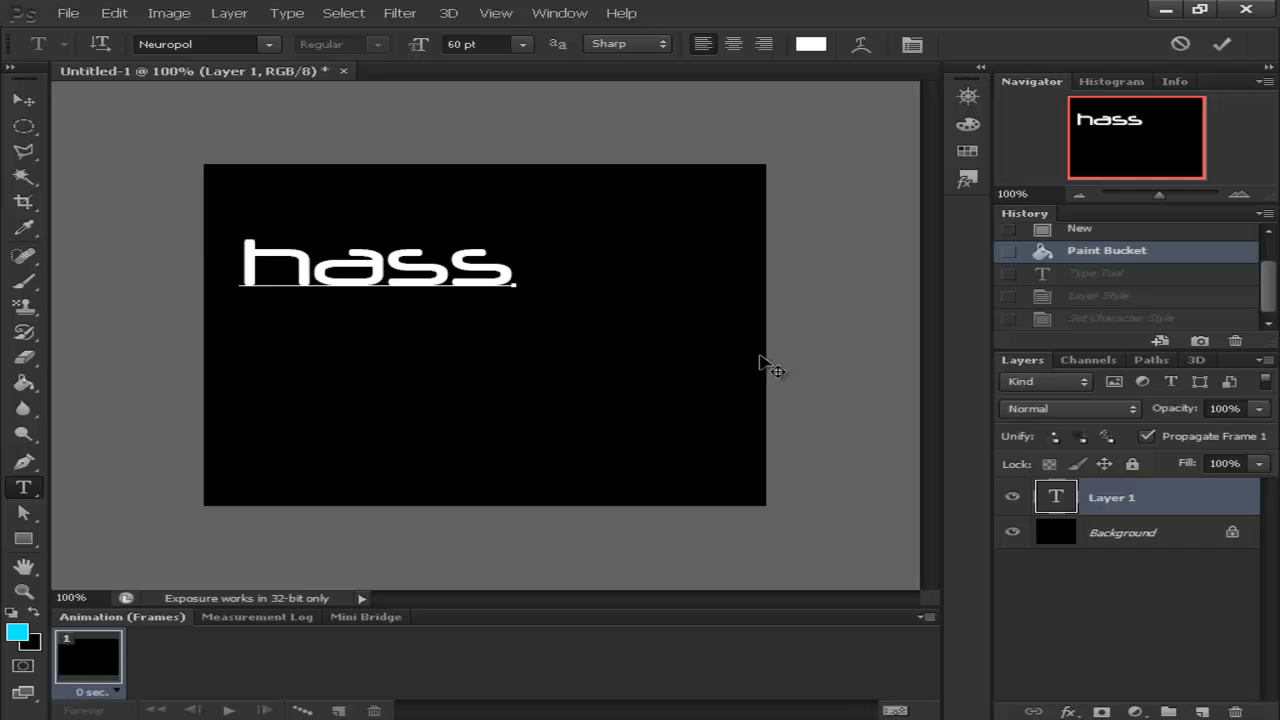 Ps File Edit Image Layer Type Select Filter 3D View Window Help
T Neuropol Regular 60 pt Sharp
Untitled-1 @ 100% (Layer 1, RGB/8) *
Navigator Histogram Info
hass
100%
History
New
Paint Bucket
Type Tool
Layer Style
Set Character Style
hass
Layers Channels Paths 3D
Kind
Normal Opacity: 100%
Unify: Propagate Frame 1
Lock: Fill: 100%
T Layer 1
Background
100% Exposure works in 32-bit only
Animation (Frames) Measurement Log Mini Bridge
1
0 sec.
Forever
fx